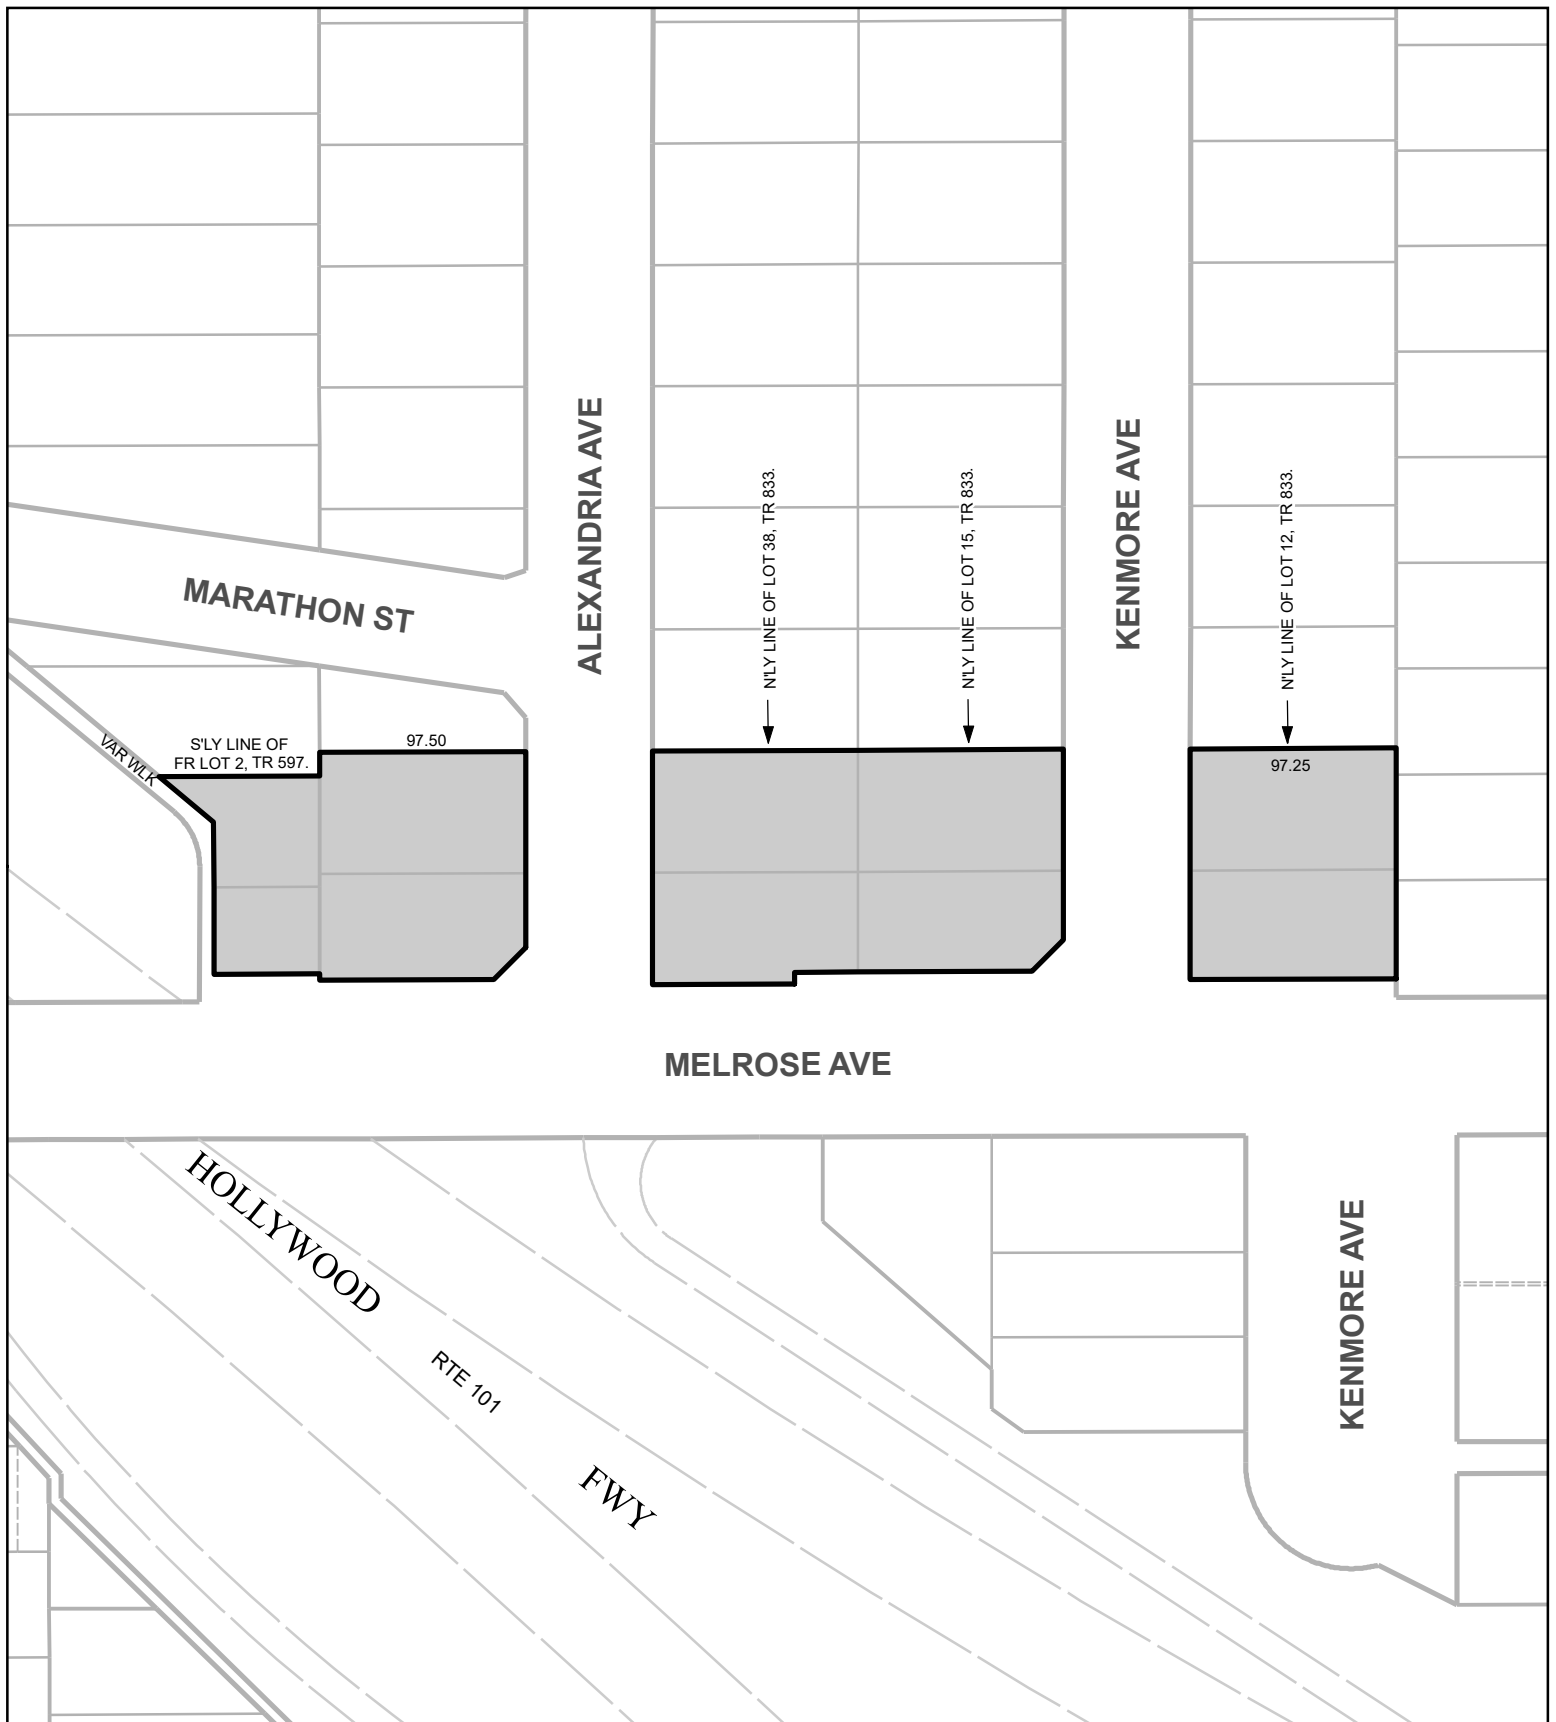 ALEXANDRIA AVE
KENMORE AVE
N'LY LINE OF LOT 38, TR 833.
N'LY LINE OF LOT 15, TR 833.
N'LY LINE OF LOT 12, TR 833.
MARATHON ST
VAR WLK
S'LY LINE OF
FR LOT 2, TR 597.
97.50
97.25
MELROSE AVE
HOLLYWOOD
RTE 101
FWY
KENMORE AVE